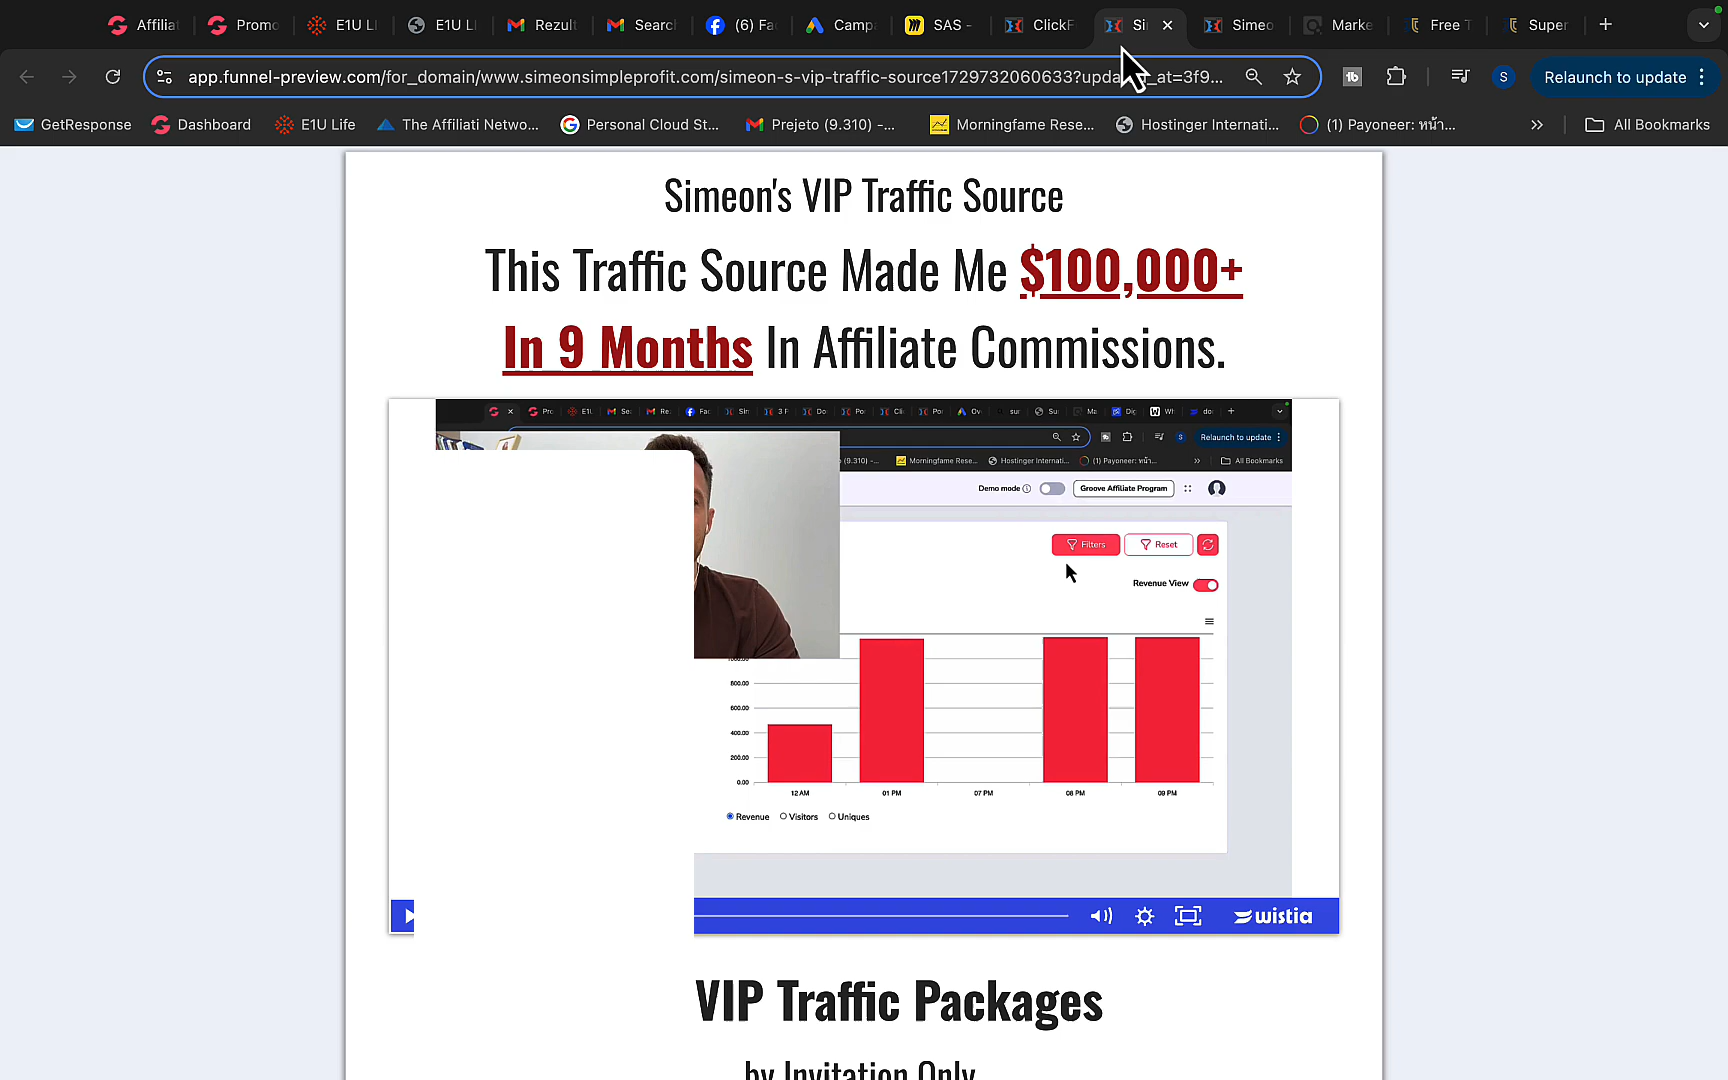 Affiliat
Promo
E1U LI
E1U LI
Rezult
Search
(6) Fac
Campa
SAS -
ClickF
Si
Simeo
Marke
Free T
Super
app.funnel-preview.com/for_domain/www.simeonsimpleprofit.com/simeon-s-vip-traffic-source1729732060633?upda
_at=3f9...
S
Relaunch to update
GetResponse
Dashboard
E1U Life
The Affiliati Netwo...
Personal Cloud St...
Prejeto (9.310) -...
Morningfame Rese...
Hostinger Internati...
(1) Payoneer: หน้า...
»
All Bookmarks
Simeon's VIP Traffic Source
This Traffic Source Made Me $100,000+
In 9 Months In Affiliate Commissions.
Relaunch to update
(9.310) -...
Morningfame Rese...
Hostinger Internati...
(1) Payoneer: หน้า...
»
All Bookmarks
Demo mode
Groove Affiliate Program
Filters
Reset
Revenue View
800.00
600.00
400.00
200.00
0.00
12 AM
01 PM
07 PM
08 PM
09 PM
Revenue
Visitors
Uniques
wistia
VIP Traffic Packages
by Invitation Only